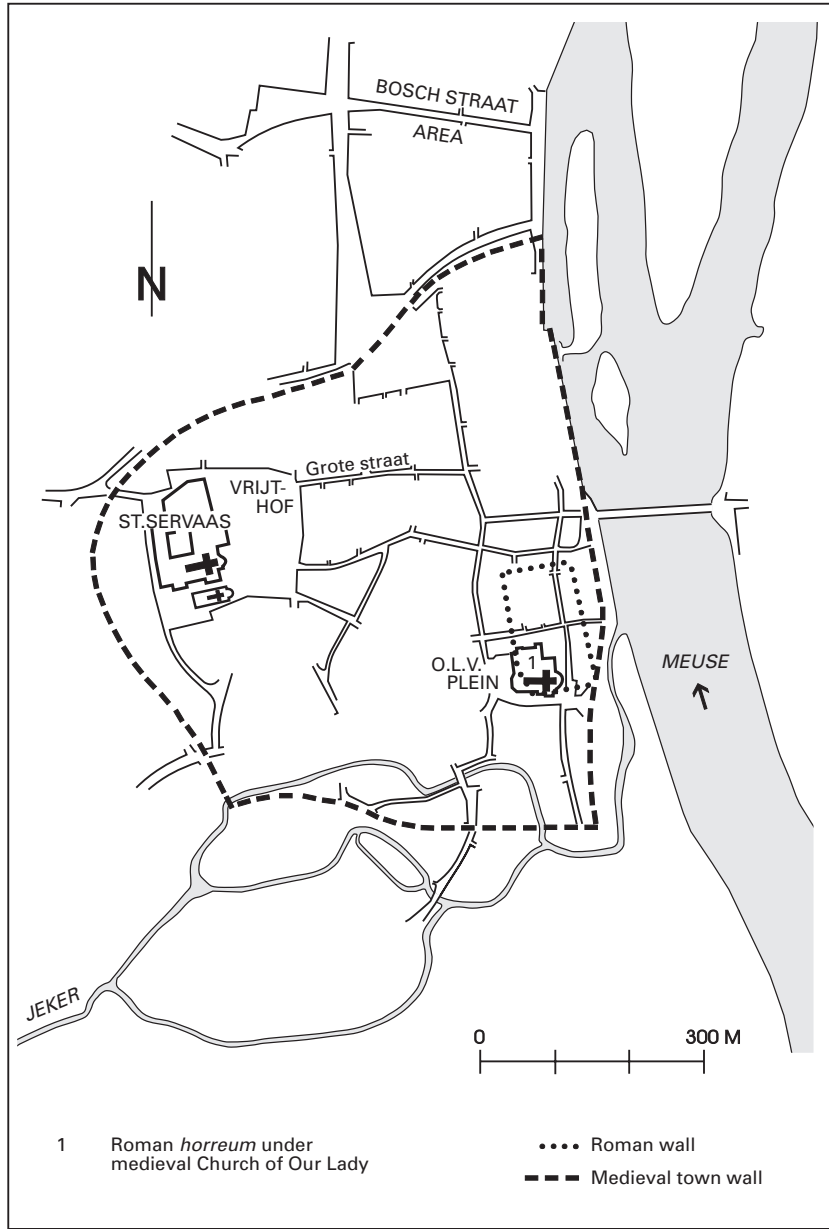 BOSCH STRAAT
AREA
N
Grote straat
VRIJT-
HOF
ST.SERVAAS
1
O.L.V.
PLEIN
MEUSE
JEKER
0 300 M
1 Roman horreum under
medieval Church of Our Lady
Roman wall
Medieval town wall